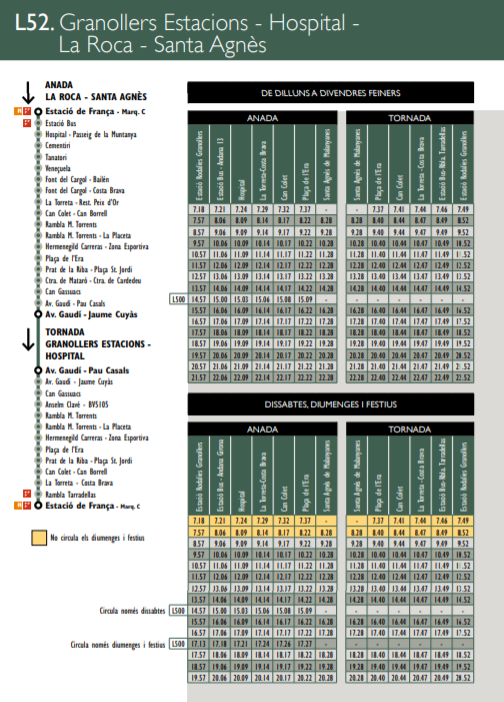 L52. Granollers Estacions - Hospital -
La Roca - Santa Agnès
ANADA
LA ROCA - SANTA AGNÈS
Estació de França - Marq. C
Estació Bus
Hospital - Passeig de la Muntanya
Cementiri
Tanatori
Veneçuela
Font del Cargol - Bailén
Font del Cargol - Costa Brava
La Torreta - Rest. Peix d'Or
Can Colet - Can Borrell
Rambla M. Torrents
Rambla M. Torrents - La Placeta
Hermenegild Carreras - Zona Esportiva
Plaça de l'Era
Prat de la Riba - Plaça St. Jordi
Ctra. de Mataró - Ctra. de Cardedeu
Can Gassuacs
Av. Gaudí - Pau Casals
Av. Gaudí - Jaume Cuyàs
TORNADA
GRANOLLERS ESTACIONS -
HOSPITAL
Av. Gaudí - Pau Casals
Av. Gaudí - Jaume Cuyàs
Can Gassuacs
Anselm Clavé - BV5105
Rambla M. Torrents
Rambla M. Torrents - La Placeta
Hermenegild Carreras - Zona Esportiva
Plaça de l'Era
Prat de la Riba - Plaça St. Jordi
Can Colet - Can Borrell
La Torreta - Costa Brava
Rambla Tarradellas
Estació de França - Marq. C
No circula els diumenges i festius
DE DILLUNS A DIVENDRES FEINERS
ANADA TORNADA
Estació Rodalies Granollers
Estació Bus - Andana 13
Hospital
La Torreta-Costa Brava
Can Colet
Plaça de l'Era
Santa Agnès de Malanyanes
Santa Agnès de Malanyanes
Plaça de l'Era
Can Colet
La Torreta - Costa Brava
Estació Bus-Rbla. Tarradellas
Estació Rodalies Granollers
7.18 7.21 7.24 7.29 7.32 7.37 - - 7.37 7.41 7.44 7.46 7.49
7.57 8.06 8.09 8.14 8.17 8.22 8.28 8.28 8.40 8.44 8.47 8.49 8.52
8.57 9.06 9.09 9.14 9.17 9.22 9.28 9.28 9.40 9.44 9.47 9.49 9.52
9.57 10.06 10.09 10.14 10.17 10.22 10.28 10.28 10.40 10.44 10.47 10.49 10.52
10.57 11.06 11.09 11.14 11.17 11.22 11.28 11.28 11.40 11.44 11.47 11.49 11.52
11.57 12.06 12.09 12.14 12.17 12.22 12.28 12.28 12.40 12.44 12.47 12.49 12.52
12.57 13.06 13.09 13.14 13.17 13.22 13.28 13.28 13.40 13.44 13.47 13.49 13.52
13.57 14.06 14.09 14.14 14.17 14.22 14.28 14.28 14.40 14.44 14.47 14.49 14.52
L500 14.57 15.00 15.03 15.06 15.08 15.09 - - - - - - -
15.57 16.06 16.09 16.14 16.17 16.22 16.28 16.28 16.40 16.44 16.47 16.49 16.52
16.57 17.06 17.09 17.14 17.17 17.22 17.28 17.28 17.40 17.44 17.47 17.49 17.52
17.57 18.06 18.09 18.14 18.17 18.22 18.28 18.28 18.40 18.44 18.47 18.49 18.52
18.57 19.06 19.09 19.14 19.17 19.22 19.28 19.28 19.40 19.44 19.47 19.49 19.52
19.57 20.06 20.09 20.14 20.17 20.22 20.28 20.28 20.40 20.44 20.47 20.49 20.52
20.57 21.06 21.09 21.14 21.17 21.22 21.28 21.28 21.40 21.44 21.47 21.49 21.52
21.57 22.06 22.09 22.14 22.17 22.22 22.28 22.28 22.40 22.44 22.47 22.49 22.52
DISSABTES, DIUMENGES I FESTIUS
ANADA TORNADA
Estació Rodalies Granollers
Estació Bus - Andana Girona
Hospital
La Torreta-Costa Brava
Can Colet
Plaça de l'Era
Santa Agnès de Malanyanes
Santa Agnès de Malanyanes
Plaça de l'Era
Can Colet
La Torreta - Costa Brava
Estació Bus-Rbla. Tarradellas
Estació Rodalies Granollers
7.18 7.21 7.24 7.29 7.32 7.37 - - 7.37 7.41 7.44 7.46 7.49
7.57 8.06 8.09 8.14 8.17 8.22 8.28 8.28 8.40 8.44 8.47 8.49 8.52
8.57 9.06 9.09 9.14 9.17 9.22 9.28 9.28 9.40 9.44 9.47 9.49 9.52
9.57 10.06 10.09 10.14 10.17 10.22 10.28 10.28 10.40 10.44 10.47 10.49 10.52
10.57 11.06 11.09 11.14 11.17 11.22 11.28 11.28 11.40 11.44 11.47 11.49 11.52
11.57 12.06 12.09 12.14 12.17 12.22 12.28 12.28 12.40 12.44 12.47 12.49 12.52
12.57 13.06 13.09 13.14 13.17 13.22 13.28 13.28 13.40 13.44 13.47 13.49 13.52
13.57 14.06 14.09 14.14 14.17 14.22 14.28 14.28 14.40 14.44 14.47 14.49 14.52
Circula només dissabtes L500 14.57 15.00 15.03 15.06 15.08 15.09 - - - - - - -
15.57 16.06 16.09 16.14 16.17 16.22 16.28 16.28 16.40 16.44 16.47 16.49 16.52
16.57 17.06 17.09 17.14 17.17 17.22 17.28 17.28 17.40 17.44 17.47 17.49 17.52
Circula només diumenges i festius L500 17.13 17.18 17.21 17.24 17.26 17.27 - - - - - - -
17.57 18.06 18.09 18.14 18.17 18.22 18.28 18.28 18.40 18.44 18.47 18.49 18.52
18.57 19.06 19.09 19.14 19.17 19.22 19.28 19.28 19.40 19.44 19.47 19.49 19.52
19.57 20.06 20.09 20.14 20.17 20.22 20.28 20.28 20.40 20.44 20.47 20.49 20.52